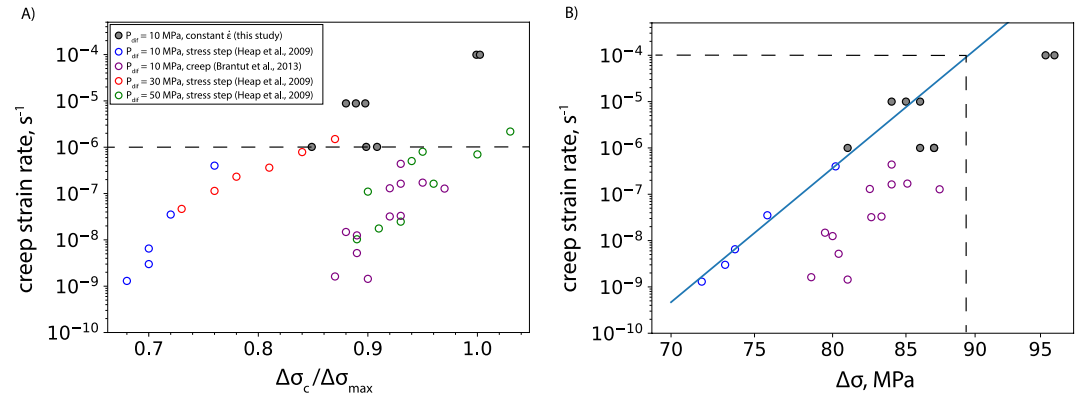 A)
P_dif = 10 MPa, constant ε̇ (this study)
P_dif = 10 MPa, stress step (Heap et al., 2009)
P_dif = 10 MPa, creep (Brantut et al., 2013)
P_dif = 30 MPa, stress step (Heap et al., 2009)
P_dif = 50 MPa, stress step (Heap et al., 2009)
creep strain rate, s⁻¹
10⁻⁴
10⁻⁵
10⁻⁶
10⁻⁷
10⁻⁸
10⁻⁹
10⁻¹⁰
0.7 0.8 0.9 1.0
Δσ_c/Δσ_max
B)
creep strain rate, s⁻¹
10⁻⁴
10⁻⁵
10⁻⁶
10⁻⁷
10⁻⁸
10⁻⁹
10⁻¹⁰
70 80 85 90 95
Δσ, MPa